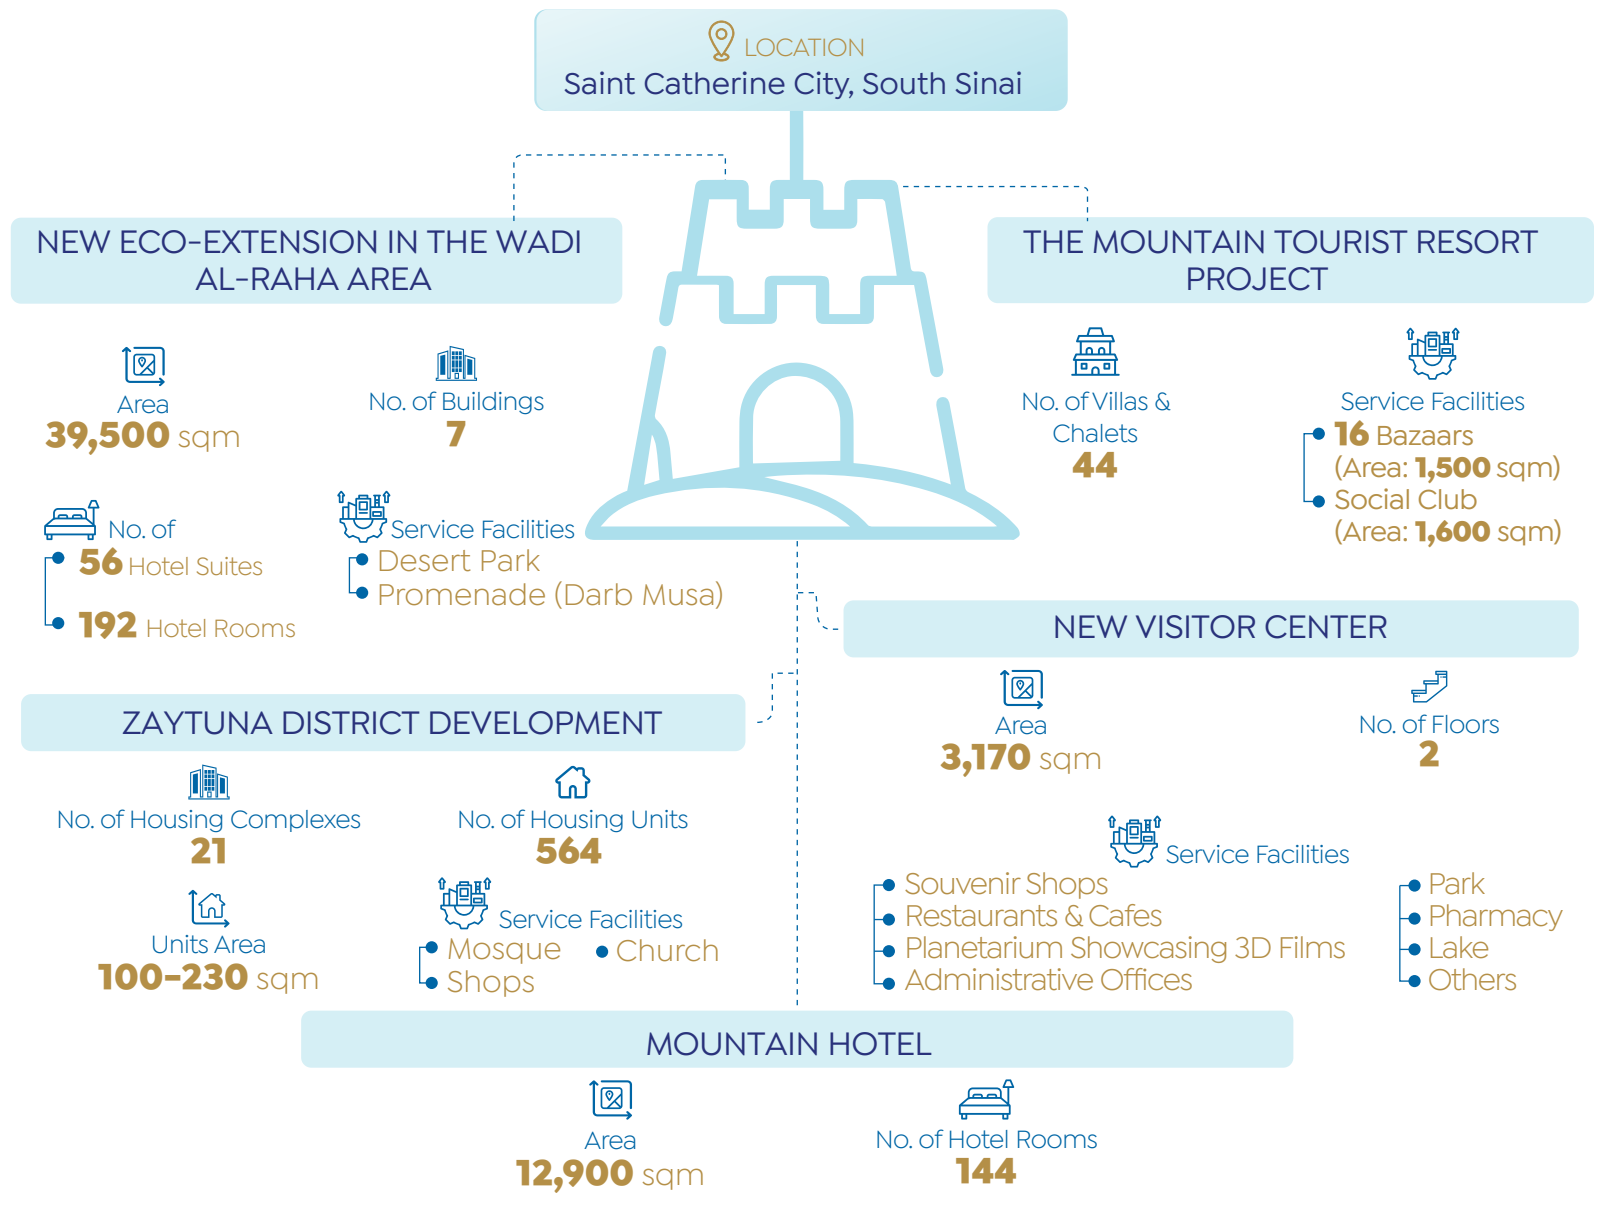 LOCATION
Saint Catherine City, South Sinai
NEW ECO-EXTENSION IN THE WADI
AL-RAHA AREA
Area
39,500 sqm
No. of Buildings
7
No. of
56 Hotel Suites
192 Hotel Rooms
Service Facilities
Desert Park
Promenade (Darb Musa)
THE MOUNTAIN TOURIST RESORT
PROJECT
No. of Villas &
Chalets
44
Service Facilities
16 Bazaars
(Area: 1,500 sqm)
Social Club
(Area: 1,600 sqm)
NEW VISITOR CENTER
Area
3,170 sqm
No. of Floors
2
Service Facilities
Souvenir Shops
Restaurants & Cafes
Planetarium Showcasing 3D Films
Administrative Offices
Park
Pharmacy
Lake
Others
ZAYTUNA DISTRICT DEVELOPMENT
No. of Housing Complexes
21
No. of Housing Units
564
Units Area
100-230 sqm
Service Facilities
Mosque
Church
Shops
MOUNTAIN HOTEL
Area
12,900 sqm
No. of Hotel Rooms
144